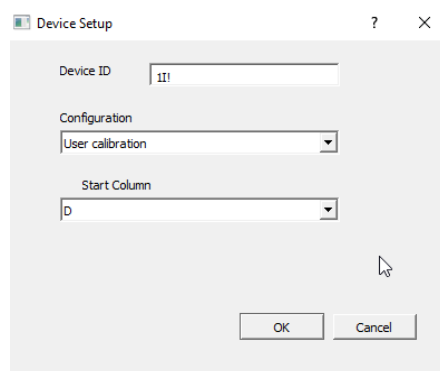 Device Setup ?
Device ID 1I!
Configuration
User calibration
Start Column
D
OK Cancel